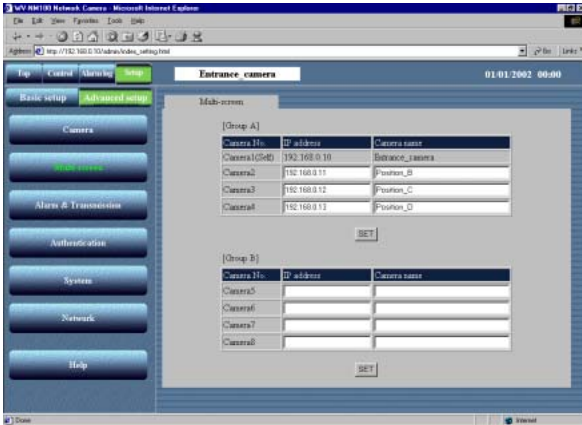 WV-NM100 Network Camera - Microsoft Internet Explorer
File Edit View Favorites Tools Help
Address http://192.168.0.10/admin/index_setting.html Go Links
Top Control Alarm log Setup
Entrance_camera 01/01/2002 00:00
Basic setup Advanced setup
Multi-screen
Camera
Multi-screen
Alarm & Transmission
Authentication
System
Network
Help
[Group A]
Camera No. IP address Camera name
Camera1(Self) 192.168.0.10 Entrance_camera
Camera2 192.168.0.11 Position_B
Camera3 192.168.0.12 Position_C
Camera4 192.168.0.13 Position_D
SET
[Group B]
Camera No. IP address Camera name
Camera5
Camera6
Camera7
Camera8
SET
Done Internet